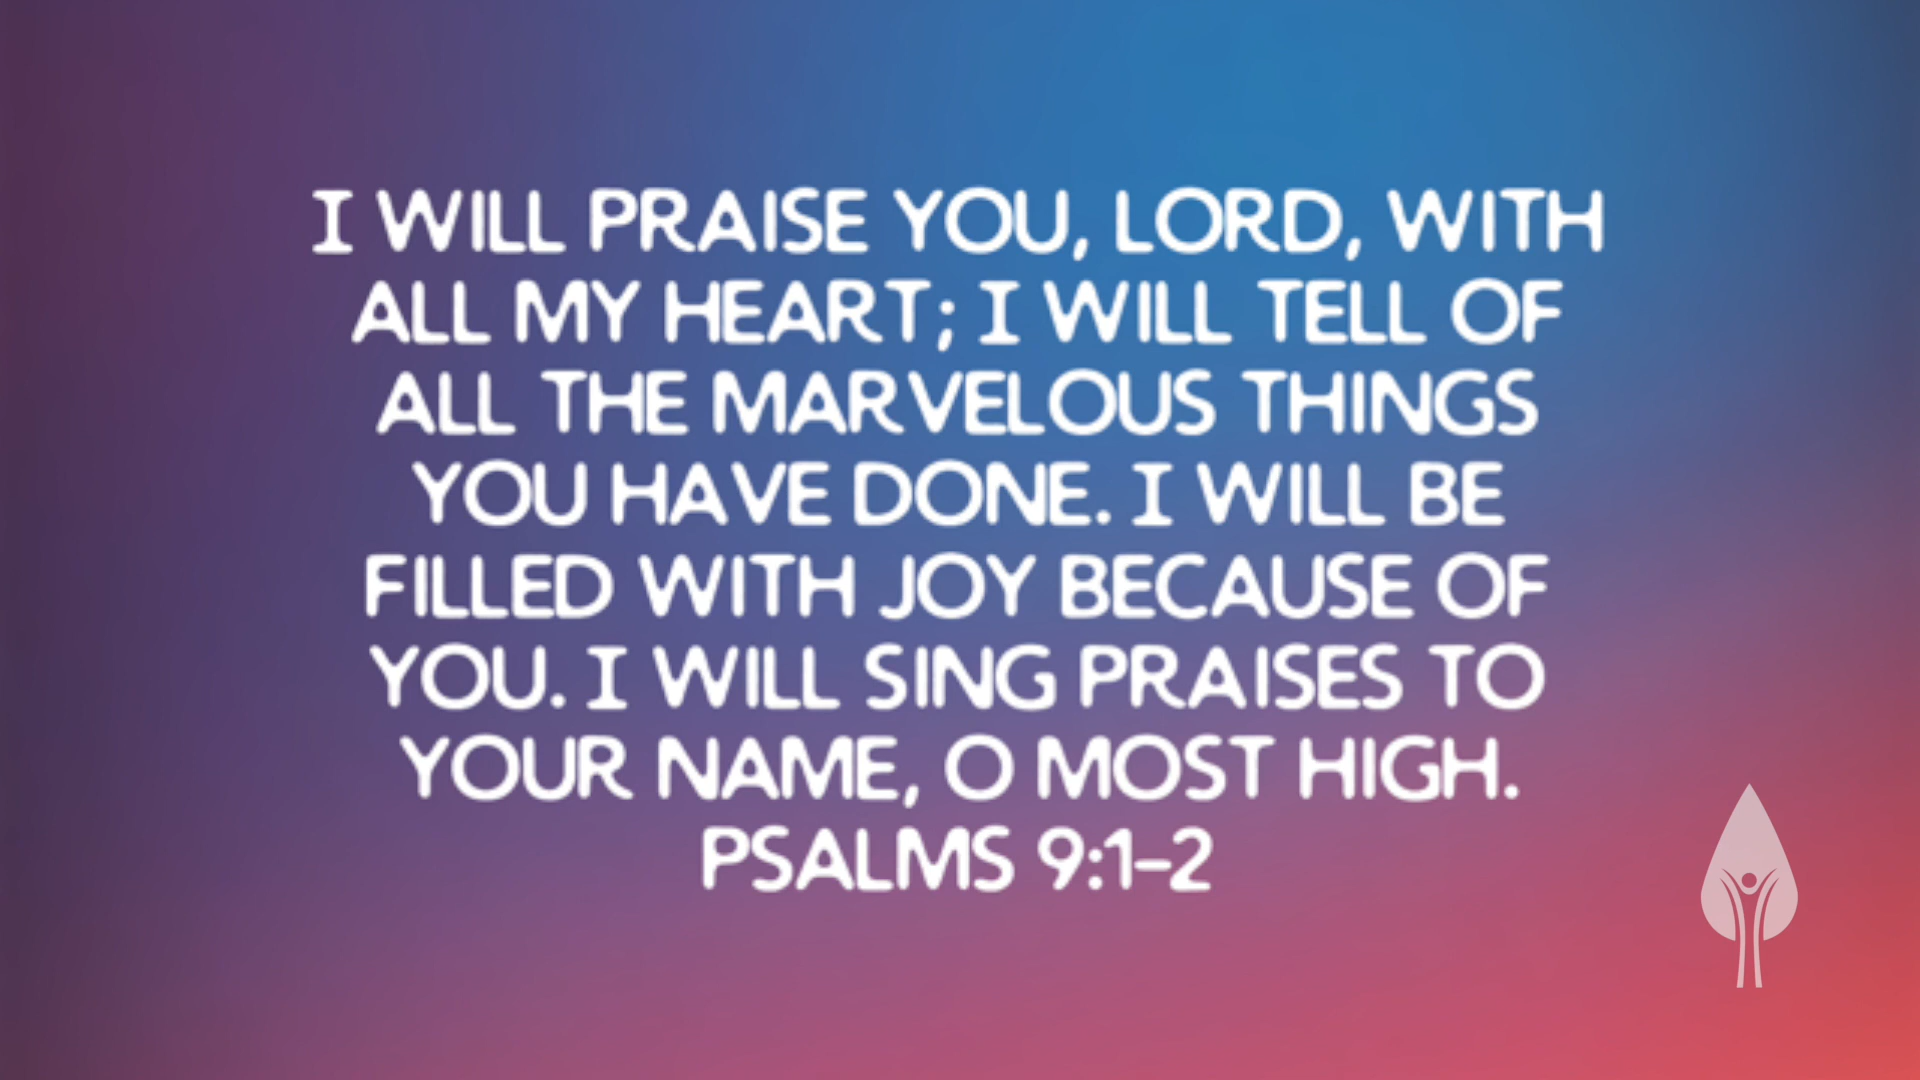 I WILL PRAISE YOU, LORD, WITH
ALL MY HEART; I WILL TELL OF
ALL THE MARVELOUS THINGS
YOU HAVE DONE. I WILL BE
FILLED WITH JOY BECAUSE OF
YOU. I WILL SING PRAISES TO
YOUR NAME, O MOST HIGH.
PSALMS 9:1–2